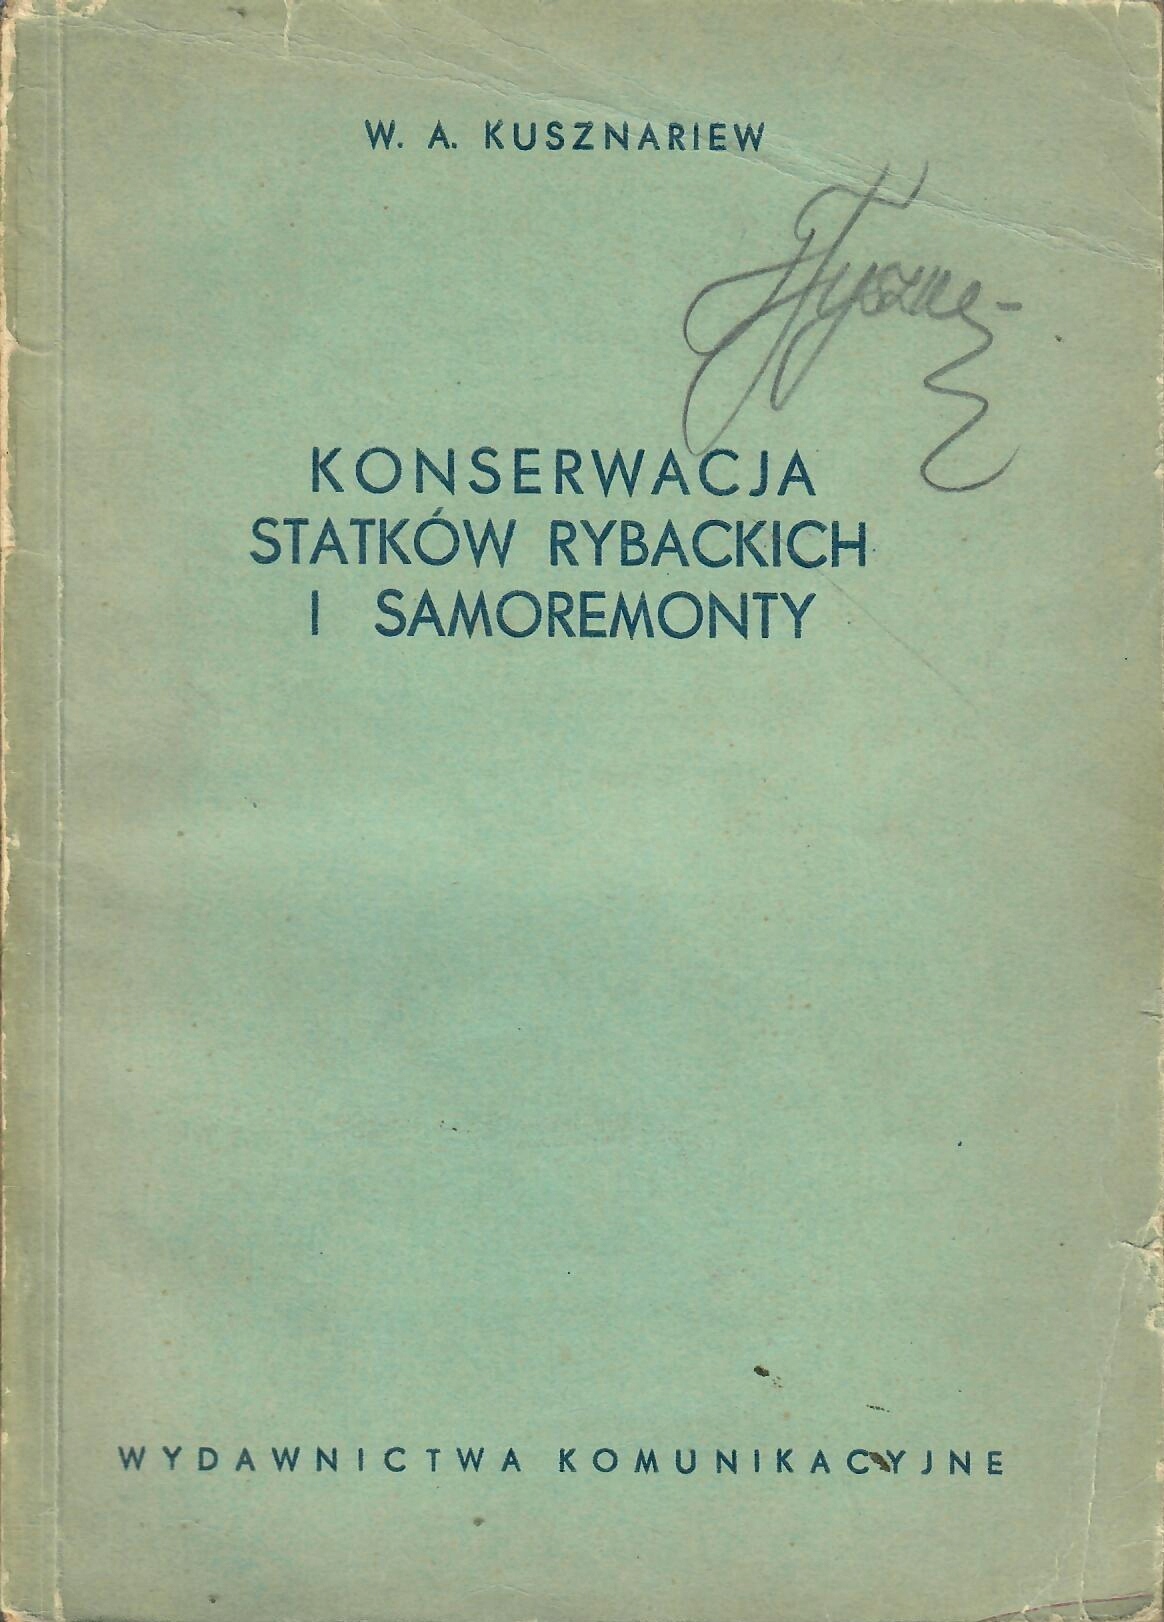 W. A. KUSZNARIEW
KONSERWACJA
STATKÓW RYBACKICH
I SAMOREMONTY
WYDAWNICTWA KOMUNIKACYJNE